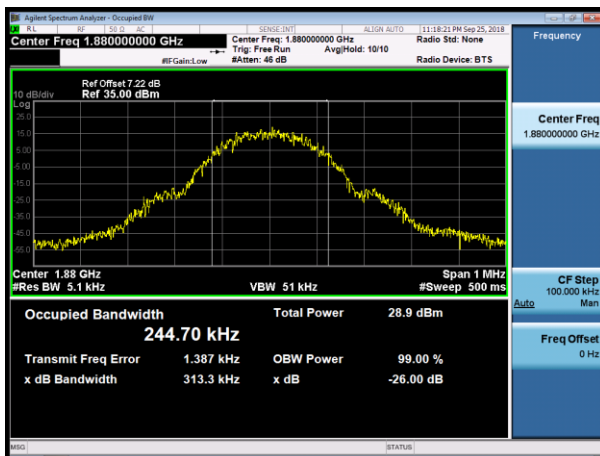 Agilent Spectrum Analyzer - Occupied BW
RL RF 50 Ω AC SENSE:INT ALIGN AUTO 11:18:21 PM Sep 25, 2018
Center Freq 1.880000000 GHz
Center Freq: 1.880000000 GHz
Radio Std: None
Trig: Free Run Avg|Hold: 10/10
#IFGain:Low
#Atten: 46 dB
Radio Device: BTS
Frequency
Ref Offset 7.22 dB
10 dB/div Ref 35.00 dBm
Log
25.0
15.0
5.00
-5.00
-15.0
-25.0
-35.0
-45.0
-55.0
Center Freq
1.880000000 GHz
Center 1.88 GHz Span 1 MHz
#Res BW 5.1 kHz VBW 51 kHz #Sweep 500 ms
CF Step
100.000 kHz
Auto Man
Occupied Bandwidth Total Power 28.9 dBm
244.70 kHz
Freq Offset
0 Hz
Transmit Freq Error 1.387 kHz OBW Power 99.00 %
x dB Bandwidth 313.3 kHz x dB -26.00 dB
MSG STATUS